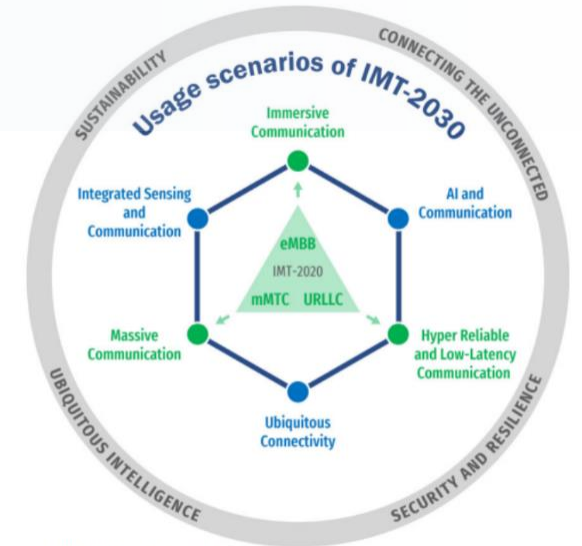 SUSTAINABILITY
CONNECTING THE UNCONNECTED
Usage scenarios of IMT-2030
Immersive
Communication
Integrated Sensing
and
Communication
AI and
Communication
eMBB
IMT-2020
mMTC URLLC
Massive
Communication
Hyper Reliable
and Low-Latency
Communication
Ubiquitous
Connectivity
UBIQUITOUS INTELLIGENCE
SECURITY AND RESILIENCE